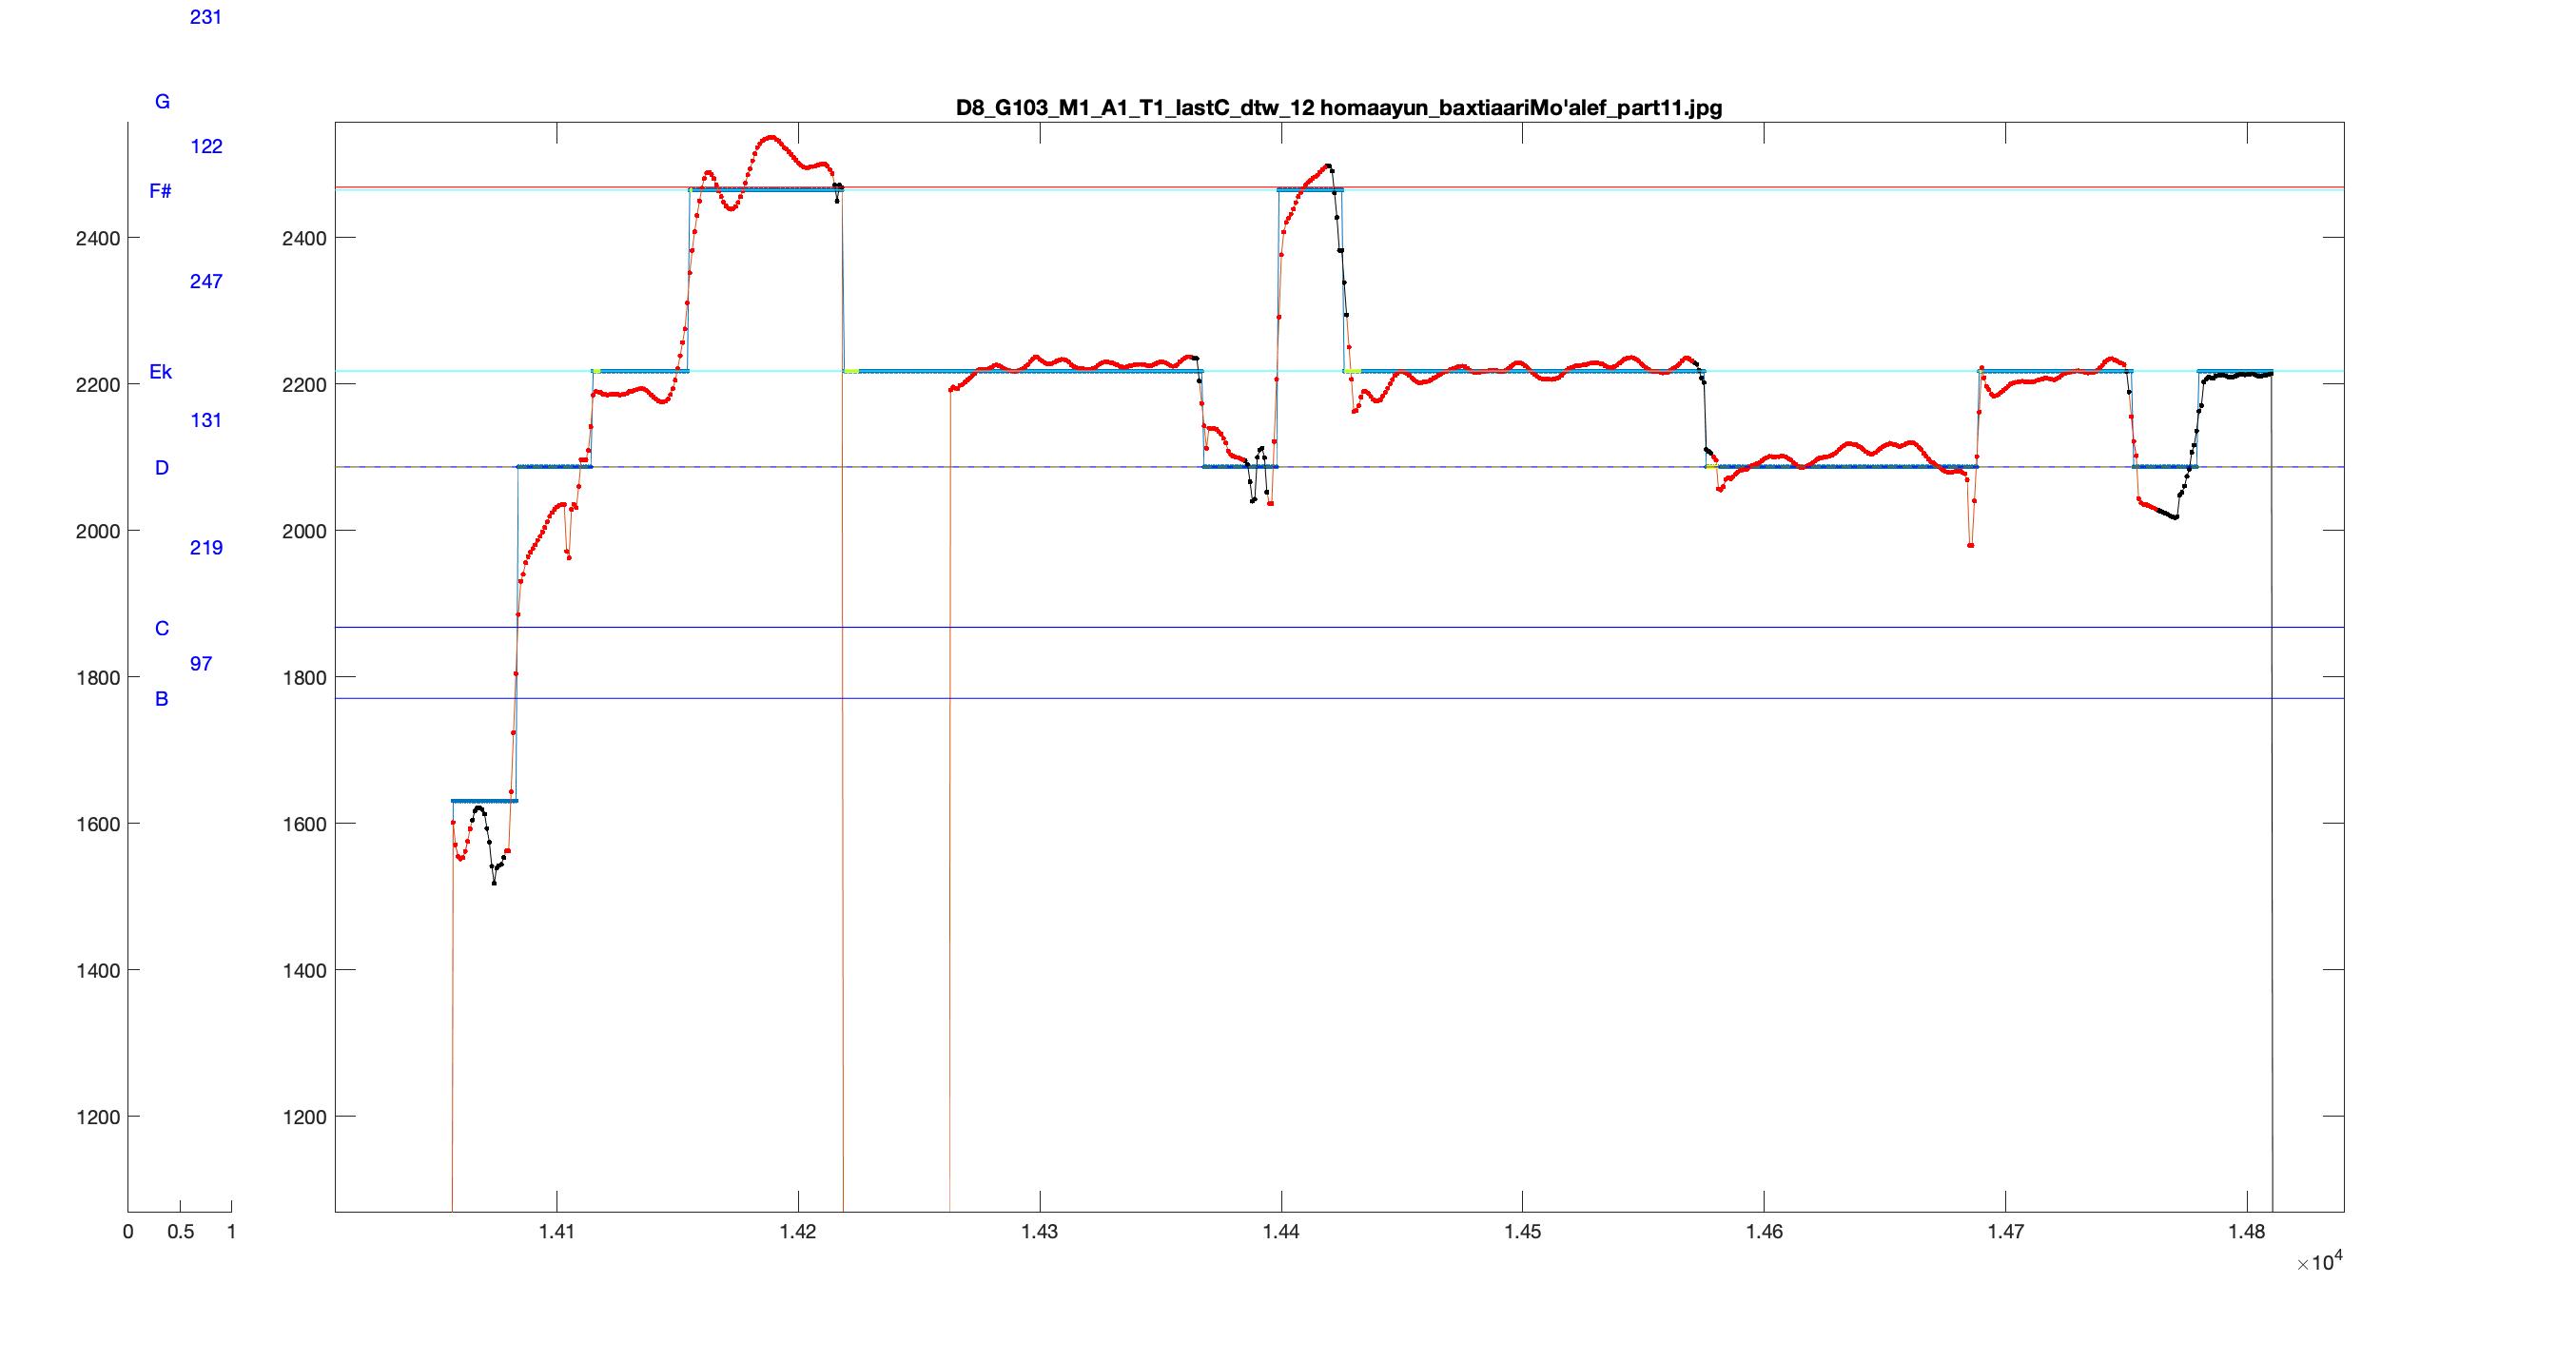 231
G
D8_G103_M1_A1_T1_lastC_dtw_12 homaayun_baxtiaariMo'alef_part11.jpg
122
F#
2400 2400
247
Ek
2200 2200
131
D
2000 2000
219
C
97
1800 1800
B
1600 1600
1400 1400
1200 1200
0 0.5 1 1.41 1.42 1.43 1.44 1.45 1.46 1.47 1.48
×10^4